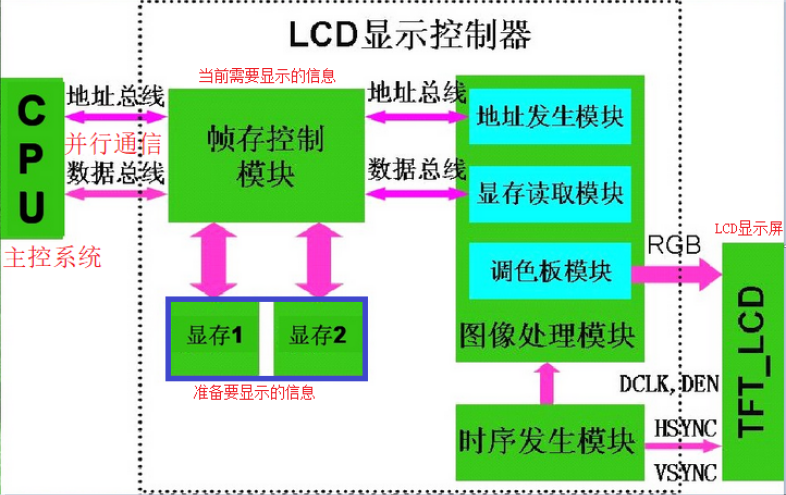 LCD显示控制器
当前需要显示的信息
CPU
地址总线
并行通信
数据总线
主控系统
帧存控制
模块
地址总线
数据总线
地址发生模块
显存读取模块
调色板模块
图像处理模块
RGB
LCD显示屏
TFT_LCD
显存1
显存2
准备要显示的信息
时序发生模块
DCLK,DEN
HSYNC
VSYNC